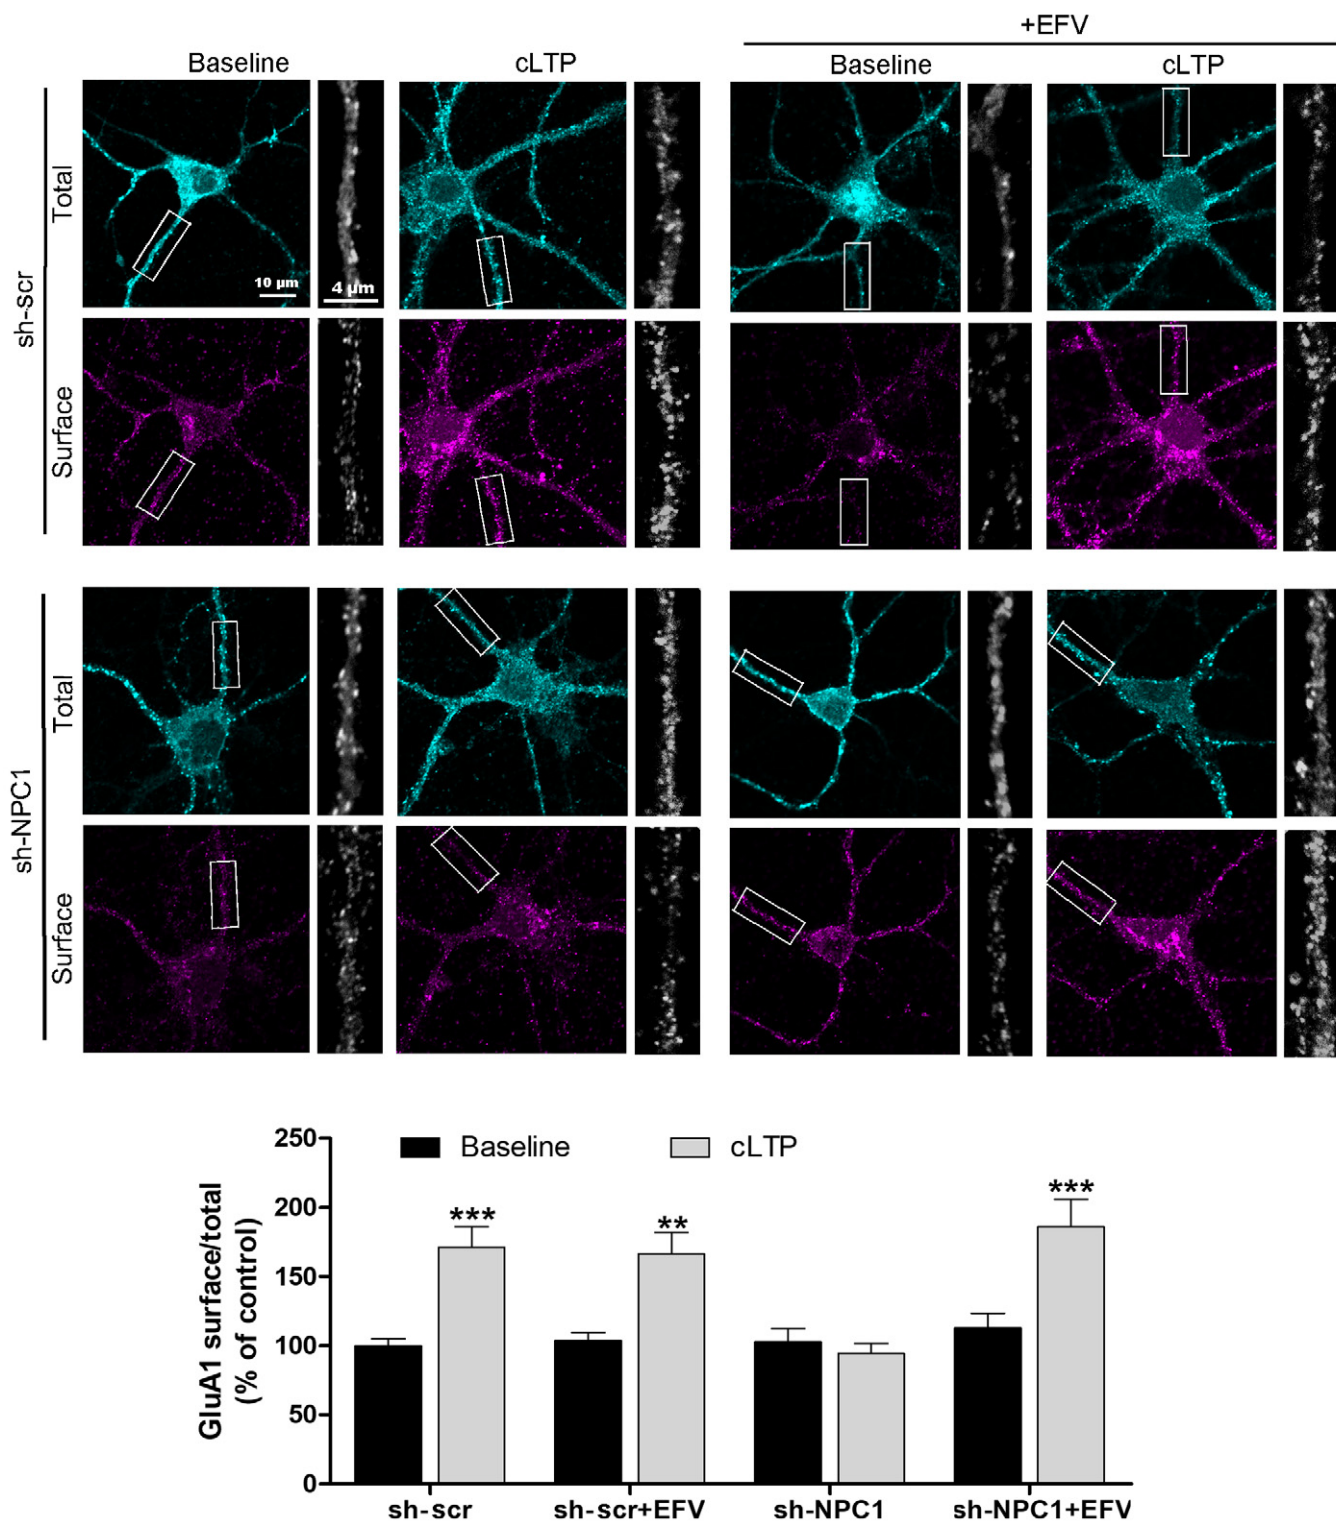 +EFV
Baseline
cLTP
Baseline
cLTP
sh-scr
Total
10 µm
4 µm
Surface
sh-NPC1
Total
Surface
250
200
150
100
50
0
GluA1 surface/total
(% of control)
Baseline
cLTP
***
**
***
sh-scr
sh-scr+EFV
sh-NPC1
sh-NPC1+EFV